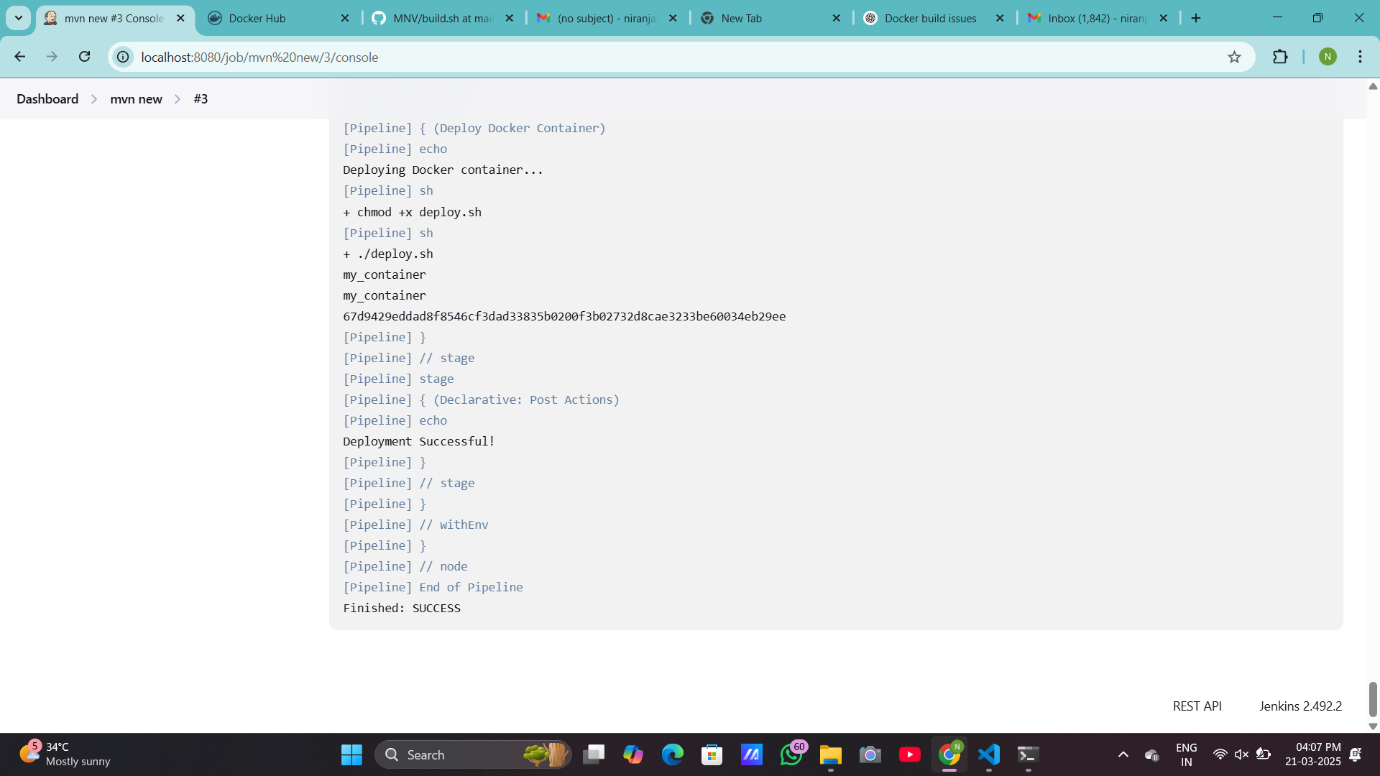 mvn new #3 Console
Docker Hub
MNV/build.sh at mai
(no subject) - niranja
New Tab
Docker build issues
Inbox (1,842) - niranj
localhost:8080/job/mvn%20new/3/console
N
Dashboard
mvn new
#3
[Pipeline] { (Deploy Docker Container)
[Pipeline] echo
Deploying Docker container...
[Pipeline] sh
+ chmod +x deploy.sh
[Pipeline] sh
+ ./deploy.sh
my_container
my_container
67d9429eddad8f8546cf3dad33835b0200f3b02732d8cae3233be60034eb29ee
[Pipeline] }
[Pipeline] // stage
[Pipeline] stage
[Pipeline] { (Declarative: Post Actions)
[Pipeline] echo
Deployment Successful!
[Pipeline] }
[Pipeline] // stage
[Pipeline] }
[Pipeline] // withEnv
[Pipeline] }
[Pipeline] // node
[Pipeline] End of Pipeline
Finished: SUCCESS
REST API
Jenkins 2.492.2
5
34°C
Mostly sunny
Search
60
N
ENG
IN
04:07 PM
21-03-2025